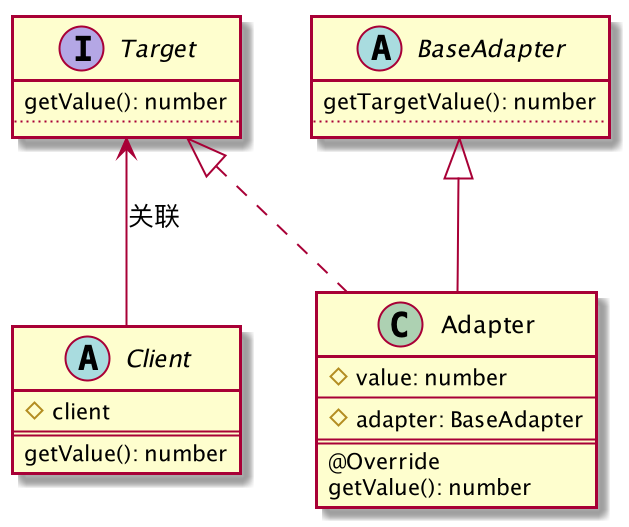 I Target
getValue(): number
A BaseAdapter
getTargetValue(): number
关联
A Client
client
getValue(): number
C Adapter
value: number
adapter: BaseAdapter
@Override
getValue(): number